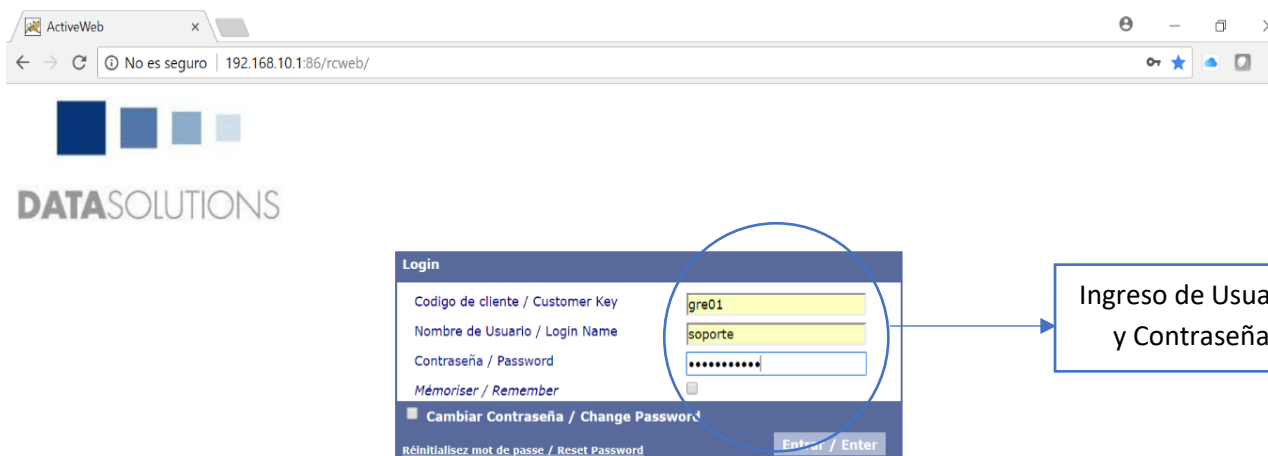 ActiveWeb
No es seguro | 192.168.10.1:86/rcweb/
DATASOLUTIONS
Login
Codigo de cliente / Customer Key gre01
Nombre de Usuario / Login Name soporte
Contraseña / Password •••••••••••
Mémoriser / Remember
Cambiar Contraseña / Change Password
Réinitialisez mot de passe / Reset Password Entrar / Enter
Ingreso de
y Contraseña